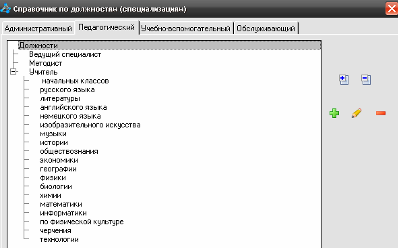 Справочник по должностям (специализациям)
Административный Педагогический Учебно-вспомогательный Обслуживающий
Должности
Ведущий специалист
Методист
Учитель
начальных классов
русского языка
литературы
английского языка
немецкого языка
изобразительного искусства
музыки
истории
обществознания
экономики
географии
физики
биологии
химии
математики
информатики
по физической культуре
черчения
технологии